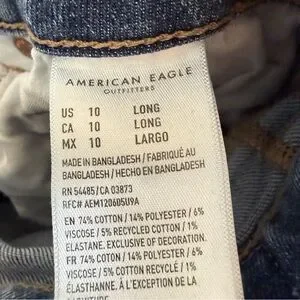 AMERICAN EAGLE
OUTFITTERS
US 10 LONG
CA 10 LONG
MX 10 LARGO
MADE IN BANGLADESH / FABRIQUÉ AU
BANGLADESH / HECHO EN BANGLADESH
RN 54485/CA 03873
RFC# AEM120605U9A
EN 74% COTTON / 14% POLYESTER / 6%
VISCOSE / 5% RECYCLED COTTON / 1%
ELASTANE. EXCLUSIVE OF DECORATION.
FR 74% COTON / 14% POLYESTER / 6%
VISCOSE / 5% COTON RECYCLÉ / 1%
ÉLASTHANNE. À L'EXCEPTION DE LA